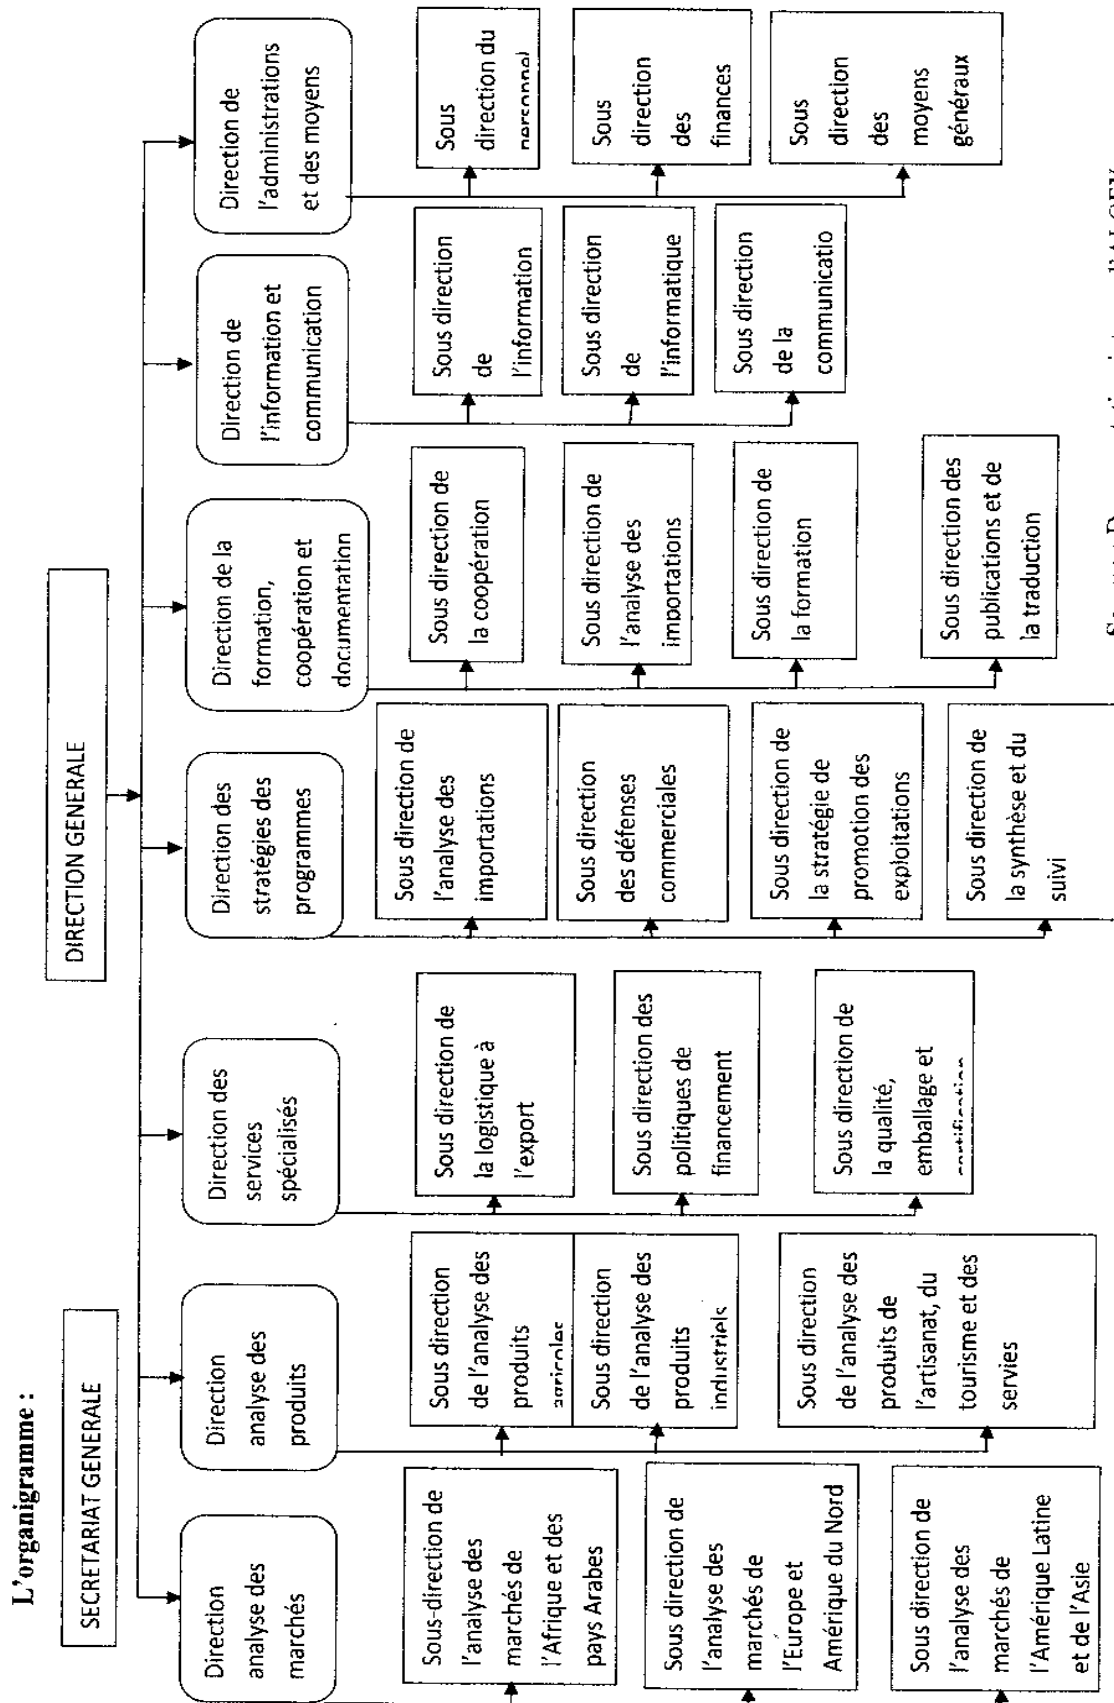 L'organigramme :
DIRECTION GENERALE
SECRETARIAT GENERALE
Direction
analyse des
marchés
Direction
analyse des
produits
Direction des
services
spécialisés
Direction des
stratégies des
programmes
Direction de la
formation,
coopération et
documentation
Direction de
l'information et
communication
Direction de
l'administrations
et des moyens
Sous-direction de
l'analyse des
marchés de
l'Afrique et des
pays Arabes
Sous direction de
l'analyse des
marchés de
l'Europe et
Amérique du Nord
Sous direction de
l'analyse des
marchés de
l'Amérique Latine
et de l'Asie
Sous direction
de l'analyse des
produits
agricoles
Sous direction
de l'analyse des
produits
industriels
Sous direction
de l'analyse des
produits de
l'artisanat, du
tourisme et des
servies
Sous direction de
la logistique à
l'export
Sous direction des
politiques de
financement
Sous direction de
la qualité,
emballage et
certification
Sous direction de
l'analyse des
importations
Sous direction
des défenses
commerciales
Sous direction de
la stratégie de
promotion des
exploitations
Sous direction de
la synthèse et du
suivi
Sous direction de
la coopération
Sous direction de
l'analyse des
importations
Sous direction de
la formation
Sous direction des
publications et de
la traduction
Sous direction
de
l'information
Sous direction
de
l'informatique
Sous direction
de la
communicatio
Sous
direction du
personnel
Sous
direction
des
finances
Sous
direction
des
moyens
généraux